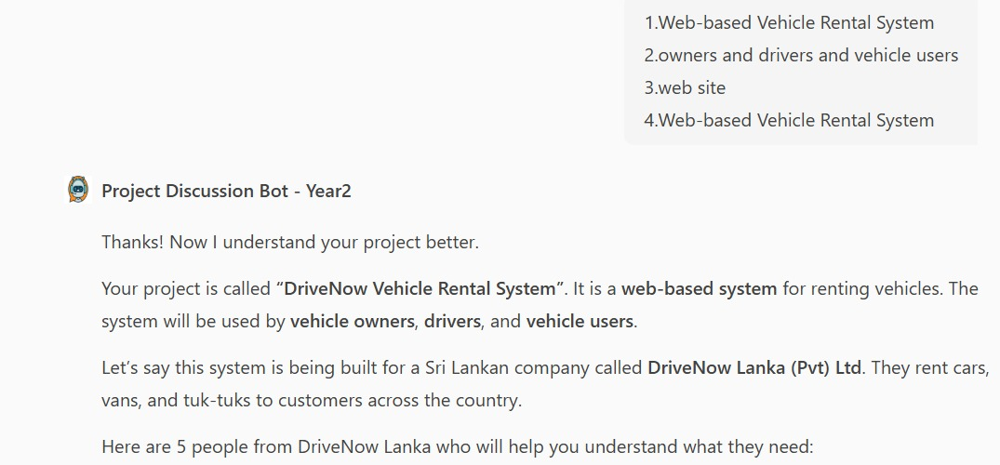 1.Web-based Vehicle Rental System
2.owners and drivers and vehicle users
3.web site
4.Web-based Vehicle Rental System
Project Discussion Bot - Year2
Thanks! Now I understand your project better.
Your project is called “DriveNow Vehicle Rental System”. It is a web-based system for renting vehicles. The
system will be used by vehicle owners, drivers, and vehicle users.
Let’s say this system is being built for a Sri Lankan company called DriveNow Lanka (Pvt) Ltd. They rent cars,
vans, and tuk-tuks to customers across the country.
Here are 5 people from DriveNow Lanka who will help you understand what they need: